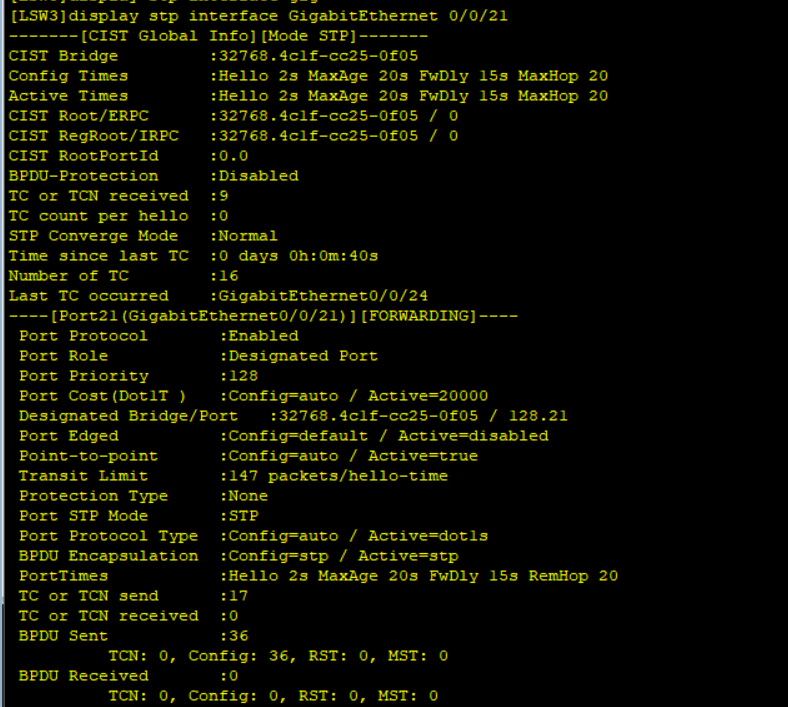 [LSW3]display stp interface GigabitEthernet 0/0/21
-------[CIST Global Info][Mode STP]-------
CIST Bridge         :32768.4c1f-cc25-0f05
Config Times        :Hello 2s MaxAge 20s FwDly 15s MaxHop 20
Active Times        :Hello 2s MaxAge 20s FwDly 15s MaxHop 20
CIST Root/ERPC      :32768.4c1f-cc25-0f05 / 0
CIST RegRoot/IRPC   :32768.4c1f-cc25-0f05 / 0
CIST RootPortId     :0.0
BPDU-Protection     :Disabled
TC or TCN received  :9
TC count per hello  :0
STP Converge Mode   :Normal
Time since last TC  :0 days 0h:0m:40s
Number of TC        :16
Last TC occurred    :GigabitEthernet0/0/24
----[Port21(GigabitEthernet0/0/21)][FORWARDING]----
 Port Protocol       :Enabled
 Port Role           :Designated Port
 Port Priority       :128
 Port Cost(Dot1T )   :Config=auto / Active=20000
 Designated Bridge/Port   :32768.4c1f-cc25-0f05 / 128.21
 Port Edged          :Config=default / Active=disabled
 Point-to-point      :Config=auto / Active=true
 Transit Limit       :147 packets/hello-time
 Protection Type     :None
 Port STP Mode       :STP
 Port Protocol Type  :Config=auto / Active=dot1s
 BPDU Encapsulation  :Config=stp / Active=stp
 PortTimes           :Hello 2s MaxAge 20s FwDly 15s RemHop 20
 TC or TCN send      :17
 TC or TCN received  :0
 BPDU Sent           :36
          TCN: 0, Config: 36, RST: 0, MST: 0
 BPDU Received       :0
          TCN: 0, Config: 0, RST: 0, MST: 0